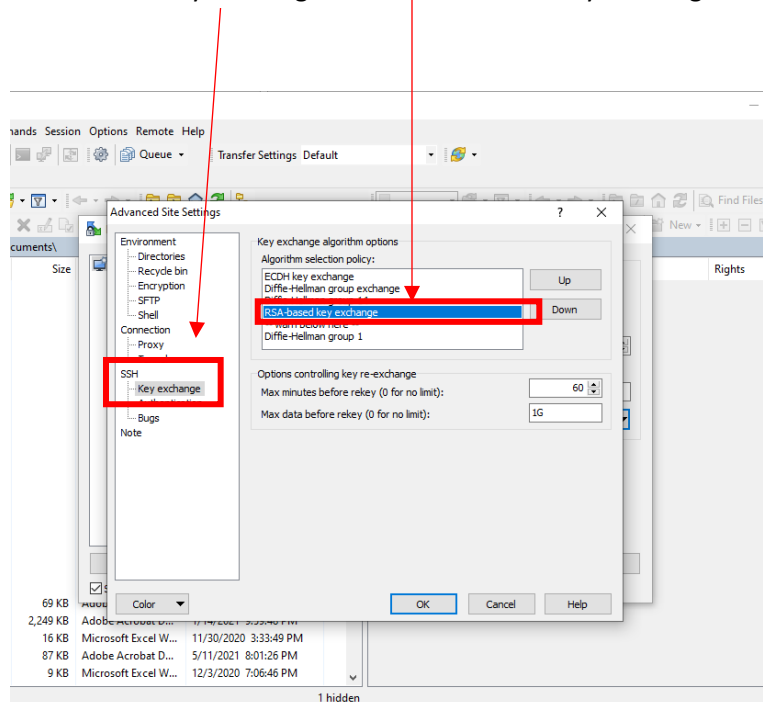 ands Session Options Remote Help
Queue Transfer Settings Default
Find Files
Advanced Site Settings ? X
New
cuments\
Size
Rights
Environment
Directories
Recycle bin
Encryption
SFTP
Shell
Connection
Proxy
SSH
Key exchange
Bugs
Note
Key exchange algorithm options
Algorithm selection policy:
ECDH key exchange
Diffie-Hellman group exchange
RSA-based key exchange
Diffie-Hellman group 1
Up
Down
Options controlling key re-exchange
Max minutes before rekey (0 for no limit): 60
Max data before rekey (0 for no limit): 1G
Color OK Cancel Help
69 KB
2,249 KB Adobe Acrobat D...
16 KB Microsoft Excel W... 11/30/2020 3:33:49 PM
87 KB Adobe Acrobat D... 5/11/2021 8:01:26 PM
9 KB Microsoft Excel W... 12/3/2020 7:06:46 PM
1 hidden